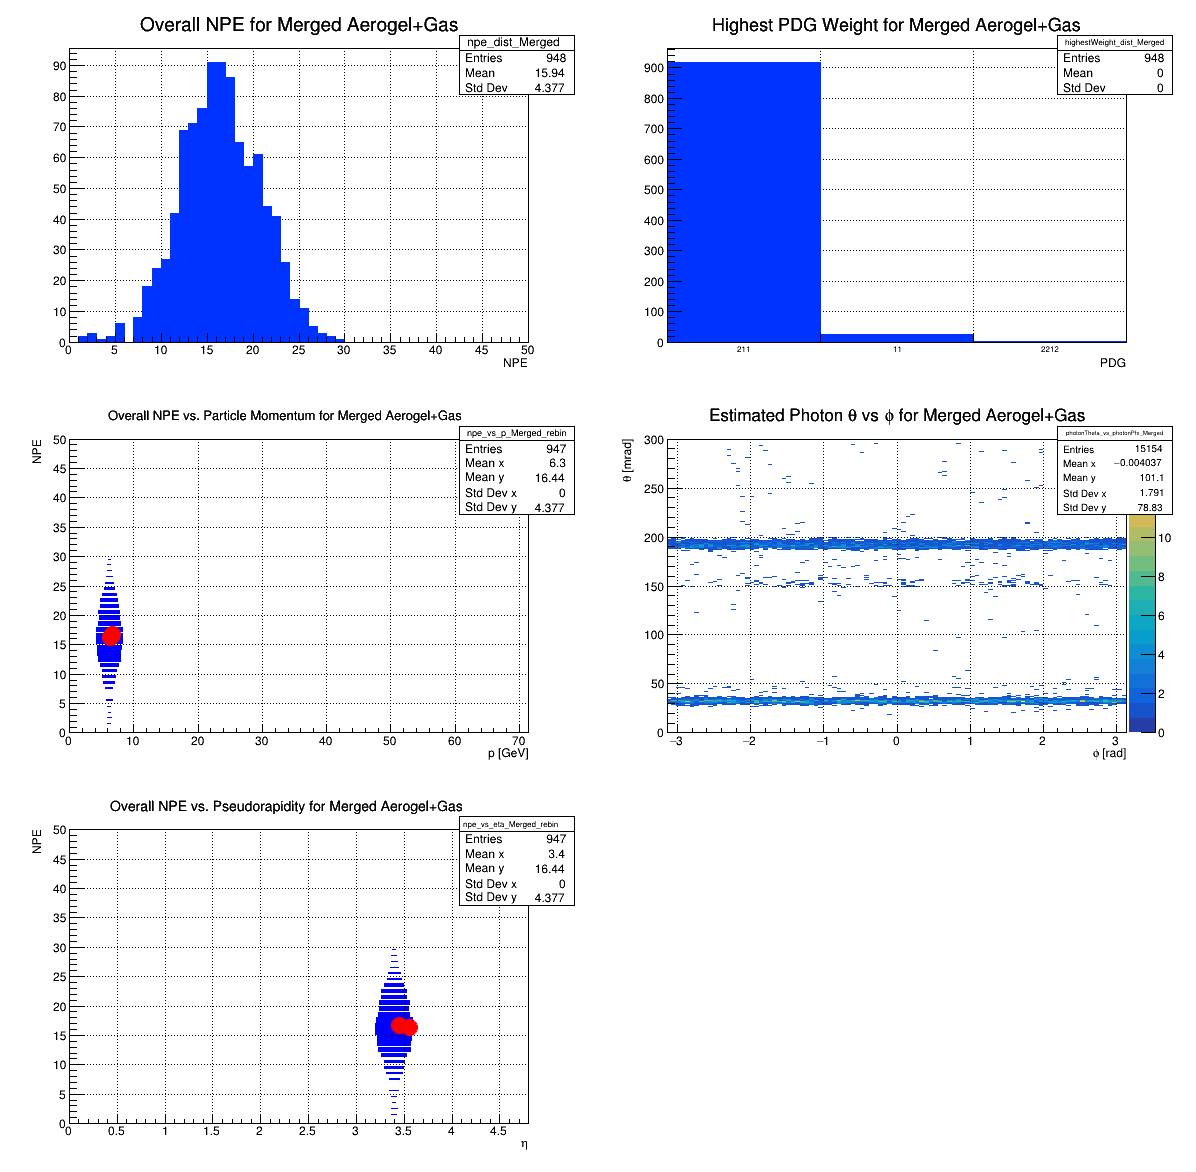 Overall NPE for Merged Aerogel+Gas
npe_dist_Merged
Entries 948
Mean 15.94
Std Dev 4.377
90
80
70
60
50
40
30
20
10
0
0 5 10 15 20 25 30 35 40 45 50
NPE
Highest PDG Weight for Merged Aerogel+Gas
highestWeight_dist_Merged
Entries 948
Mean 0
Std Dev 0
900
800
700
600
500
400
300
200
100
0
211 11 2212
PDG
Overall NPE vs. Particle Momentum for Merged Aerogel+Gas
npe_vs_p_Merged_rebin
Entries 947
Mean x 6.3
Mean y 16.44
Std Dev x 0
Std Dev y 4.377
NPE
50
45
40
35
30
25
20
15
10
5
0
0 10 20 30 40 50 60 70
p [GeV]
Estimated Photon θ vs ϕ for Merged Aerogel+Gas
photonTheta_vs_photonPhi_Merged
Entries 15154
Mean x −0.004037
Mean y 101.1
Std Dev x 1.791
Std Dev y 78.83
θ [mrad]
300
250
200
150
100
50
0
−3 −2 −1 0 1 2 3
ϕ [rad]
10
8
6
4
2
0
Overall NPE vs. Pseudorapidity for Merged Aerogel+Gas
npe_vs_eta_Merged_rebin
Entries 947
Mean x 3.4
Mean y 16.44
Std Dev x 0
Std Dev y 4.377
NPE
50
45
40
35
30
25
20
15
10
5
0
0 0.5 1 1.5 2 2.5 3 3.5 4 4.5
η